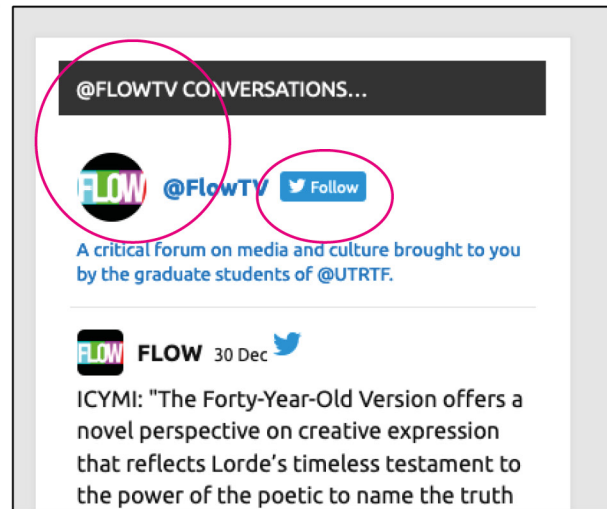 @FLOWTV CONVERSATIONS...
FLOW @FlowTV Follow
A critical forum on media and culture brought to you
by the graduate students of @UTRTF.
FLOW FLOW 30 Dec
ICYMI: "The Forty-Year-Old Version offers a
novel perspective on creative expression
that reflects Lorde’s timeless testament to
the power of the poetic to name the truth